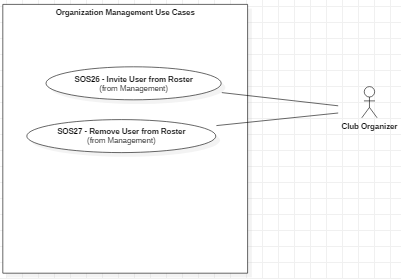 Organization Management Use Cases
SOS26 - Invite User from Roster
(from Management)
SOS27 - Remove User from Roster
(from Management)
Club Organizer